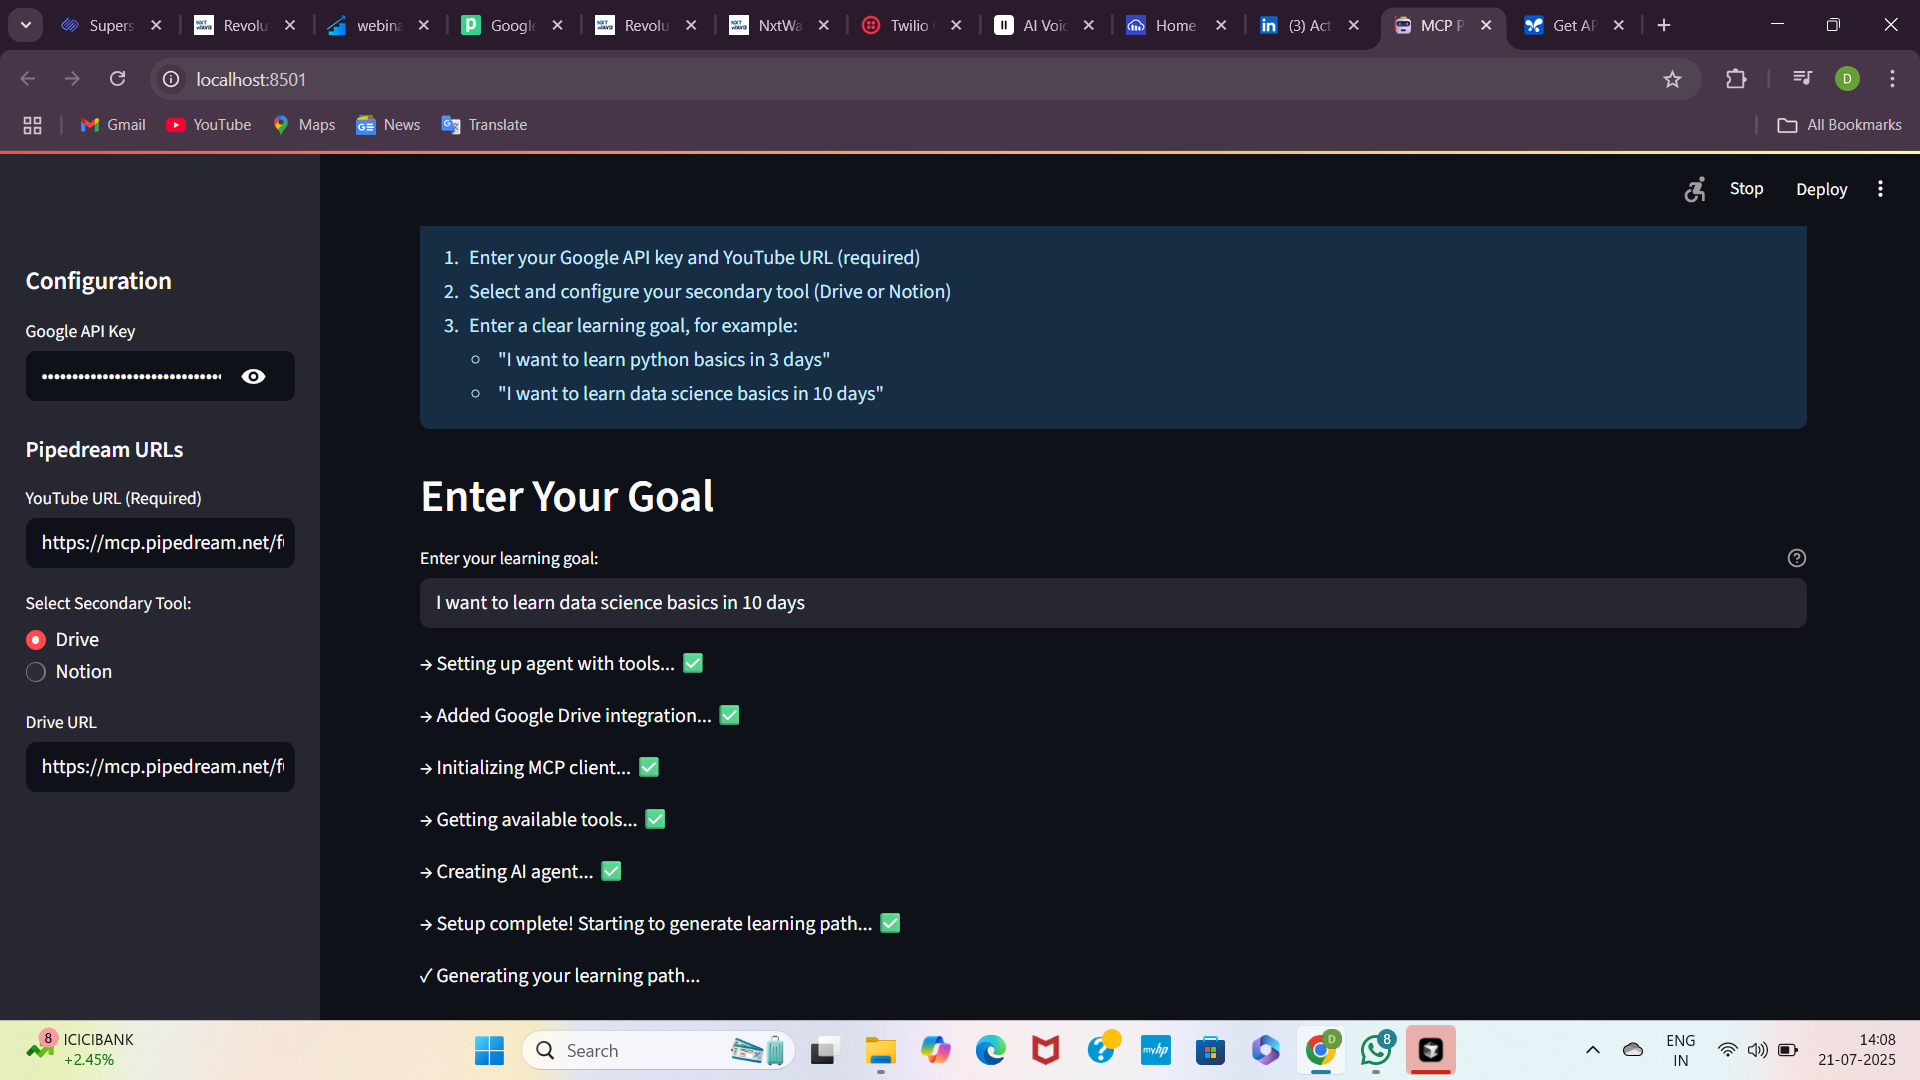 Supers
Revolu
webina
Google
Revolu
NxtWa
Twilio
AI Voic
Home
(3) Act
MCP P
Get AP
localhost:8501
D
Gmail
YouTube
Maps
News
Translate
All Bookmarks
Stop
Deploy
Configuration
Google API Key
Pipedream URLs
YouTube URL (Required)
https://mcp.pipedream.net/f
Select Secondary Tool:
Drive
Notion
Drive URL
https://mcp.pipedream.net/f
1. Enter your Google API key and YouTube URL (required)
2. Select and configure your secondary tool (Drive or Notion)
3. Enter a clear learning goal, for example:
"I want to learn python basics in 3 days"
"I want to learn data science basics in 10 days"
Enter Your Goal
Enter your learning goal:
I want to learn data science basics in 10 days
→ Setting up agent with tools... ✅
→ Added Google Drive integration... ✅
→ Initializing MCP client... ✅
→ Getting available tools... ✅
→ Creating AI agent... ✅
→ Setup complete! Starting to generate learning path... ✅
✓ Generating your learning path...
8
ICICIBANK
+2.45%
Search
myhp
D
8
ENG
IN
14:08
21-07-2025